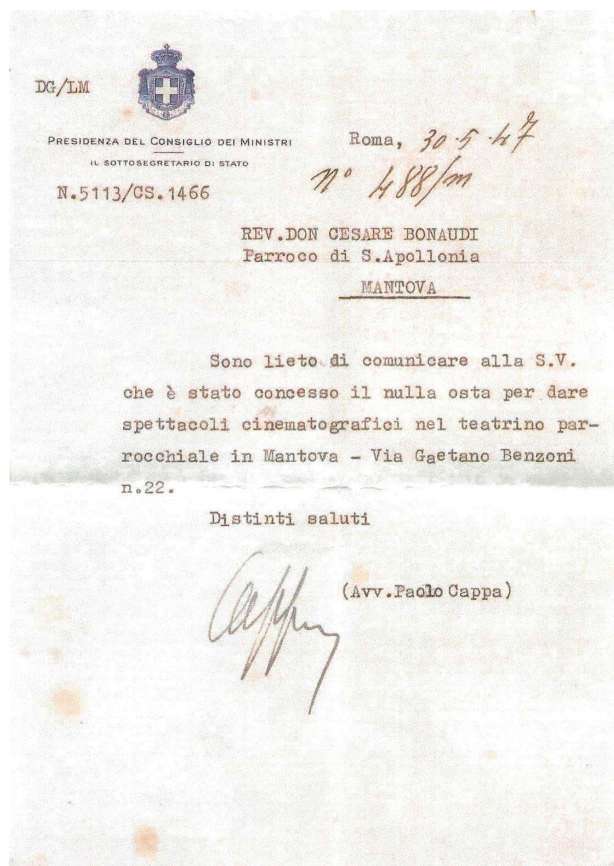 DG/LM
PRESIDENZA DEL CONSIGLIO DEI MINISTRI
IL SOTTOSEGRETARIO DI STATO
N.5113/CS.1466
Roma, 30·5·47
n° 488/m
REV.DON CESARE BONAUDI
Parroco di S.Apollonia
MANTOVA
Sono lieto di comunicare alla S.V.
che è stato concesso il nulla osta per dare
spettacoli cinematografici nel teatrino par-
rocchiale in Mantova - Via Gaetano Benzoni
n.22.
Distinti saluti
(Avv.Paolo Cappa)
Cappa